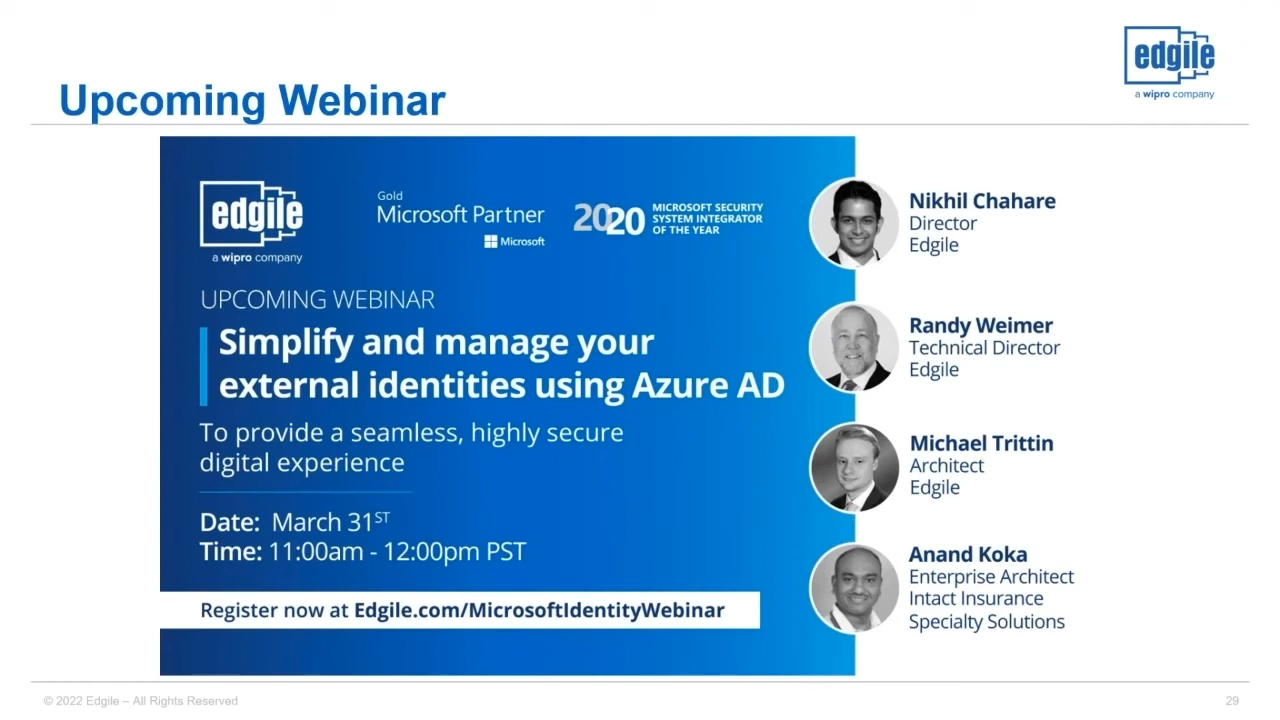 edgile
a wipro company
Upcoming Webinar
edgile
a wipro company
Gold
Microsoft Partner
Microsoft
2020
MICROSOFT SECURITY
SYSTEM INTEGRATOR
OF THE YEAR
UPCOMING WEBINAR
Simplify and manage your
external identities using Azure AD
To provide a seamless, highly secure
digital experience
Date: March 31ST
Time: 11:00am - 12:00pm PST
Register now at Edgile.com/MicrosoftIdentityWebinar
Nikhil Chahare
Director
Edgile
Randy Weimer
Technical Director
Edgile
Michael Trittin
Architect
Edgile
Anand Koka
Enterprise Architect
Intact Insurance
Specialty Solutions
© 2022 Edgile – All Rights Reserved
29